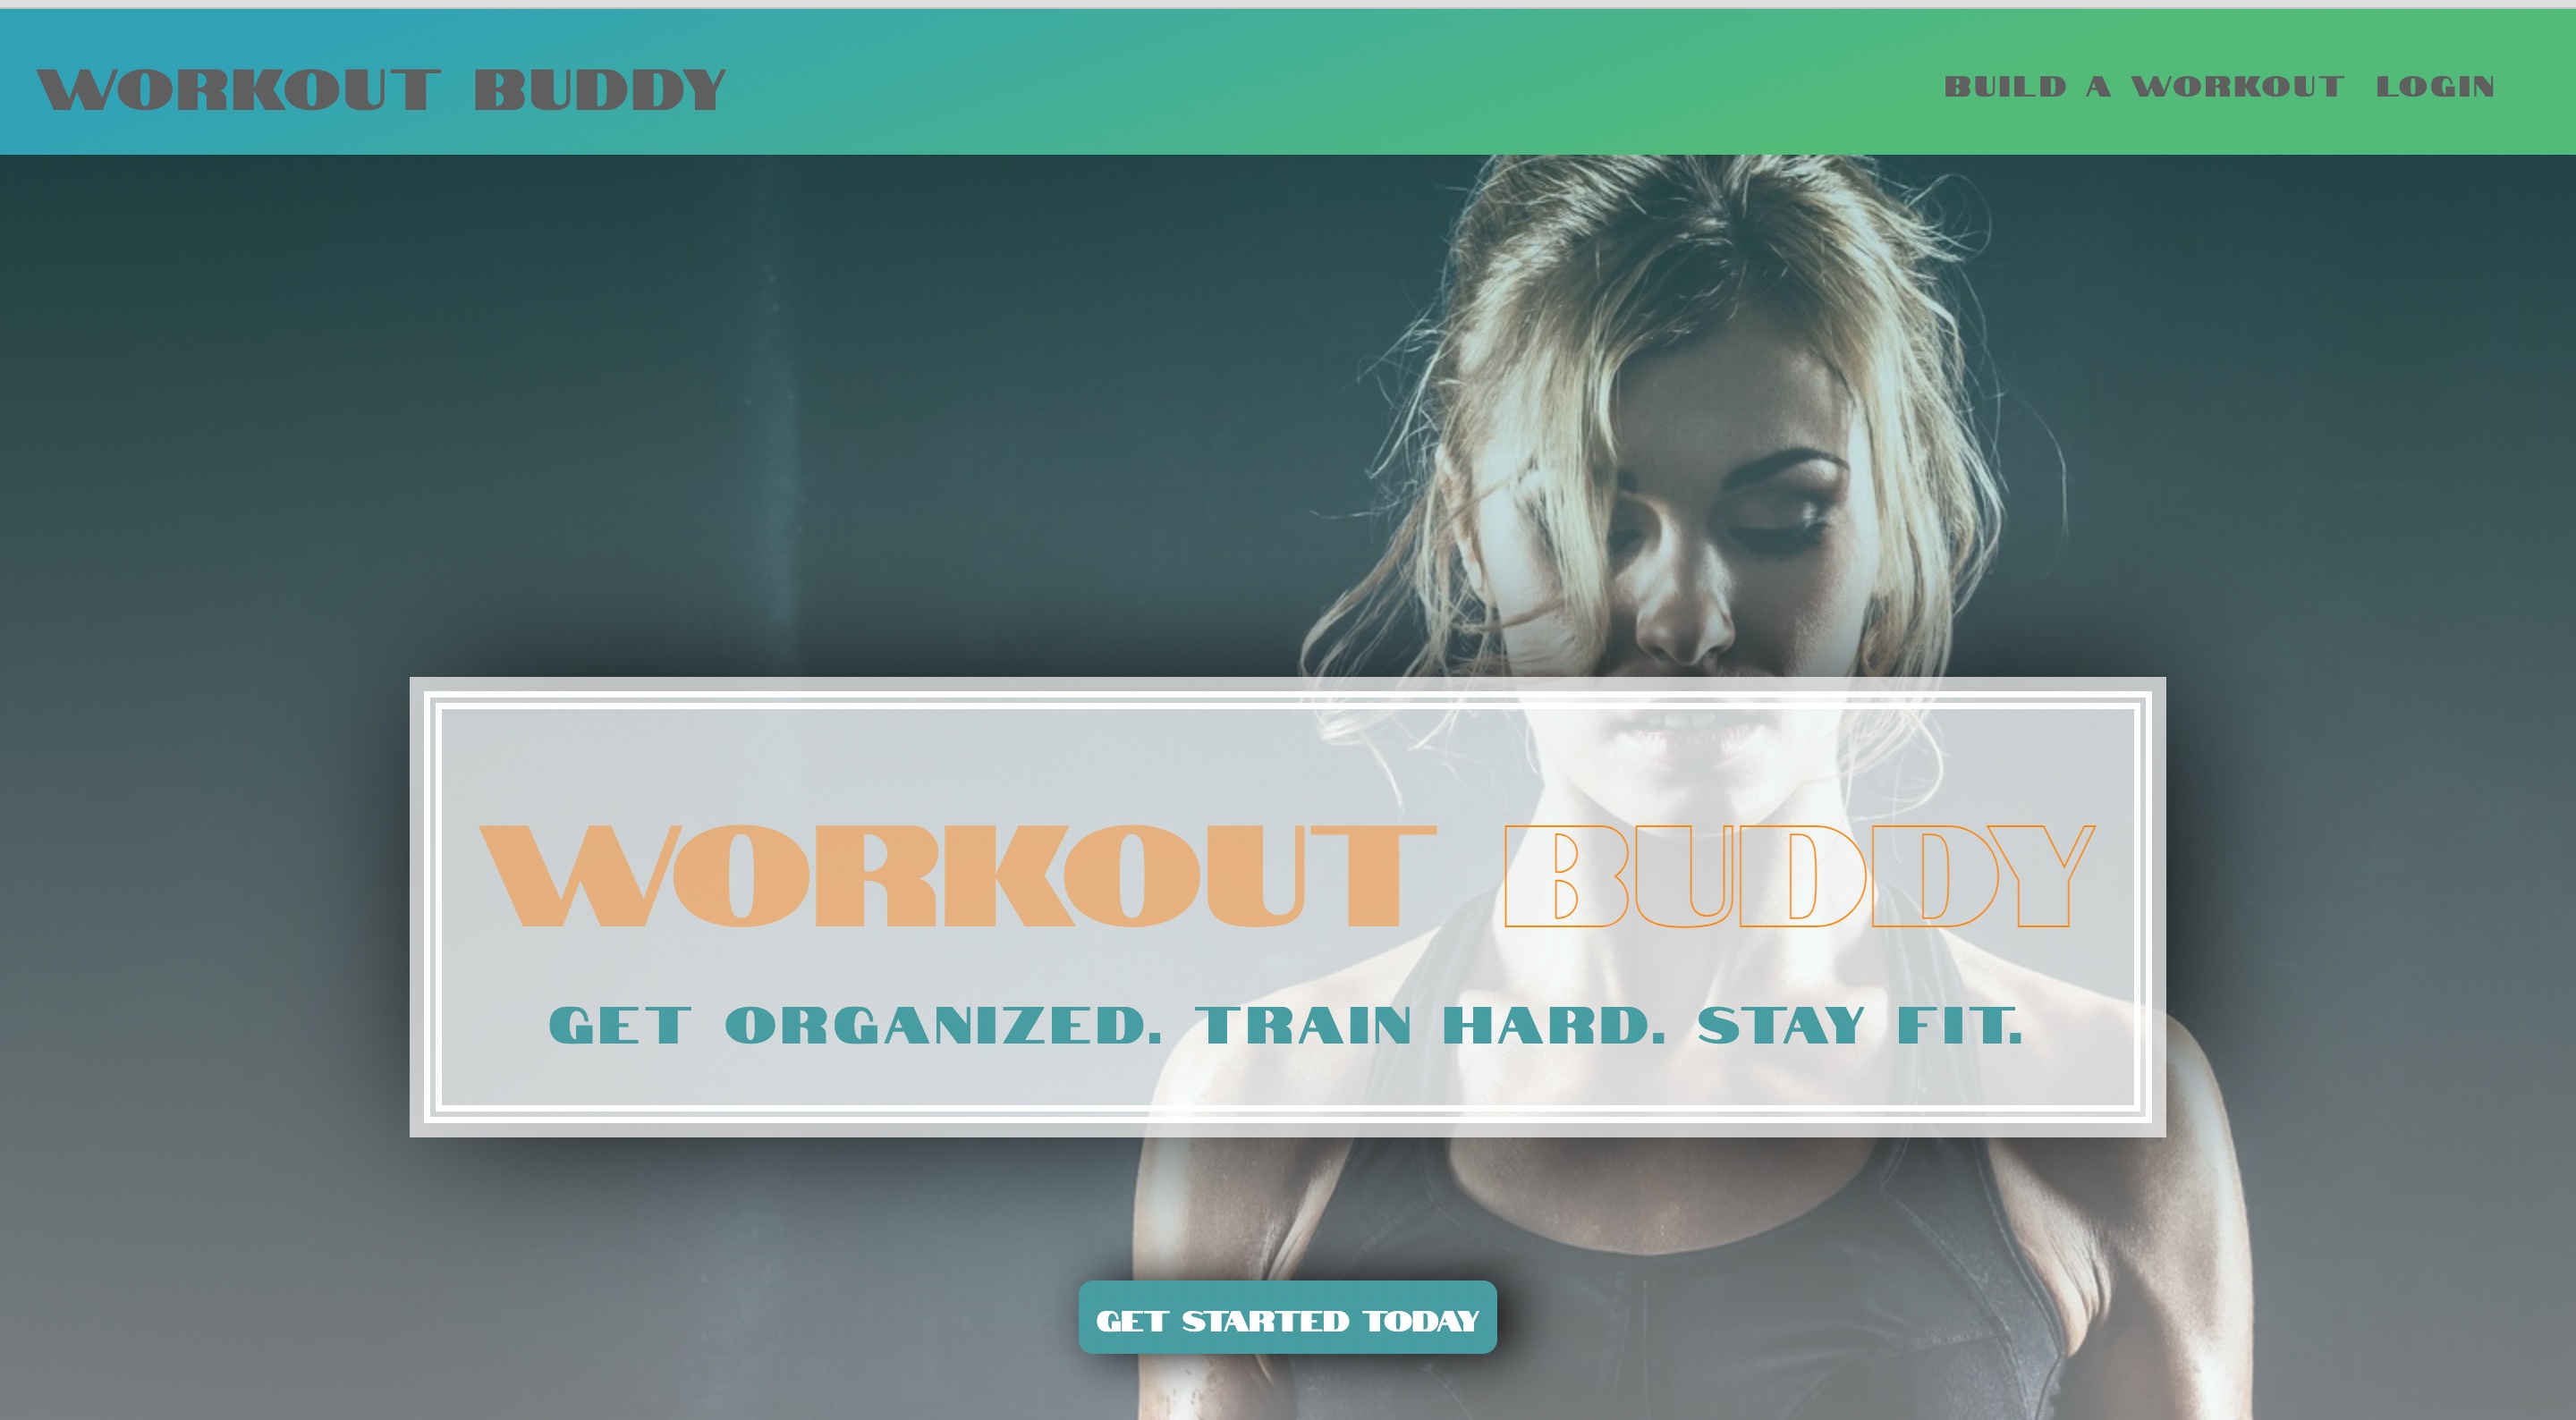 WORKOUT BUDDY
BUILD A WORKOUT LOGIN
WORKOUT BUDDY
GET ORGANIZED. TRAIN HARD. STAY FIT.
GET STARTED TODAY